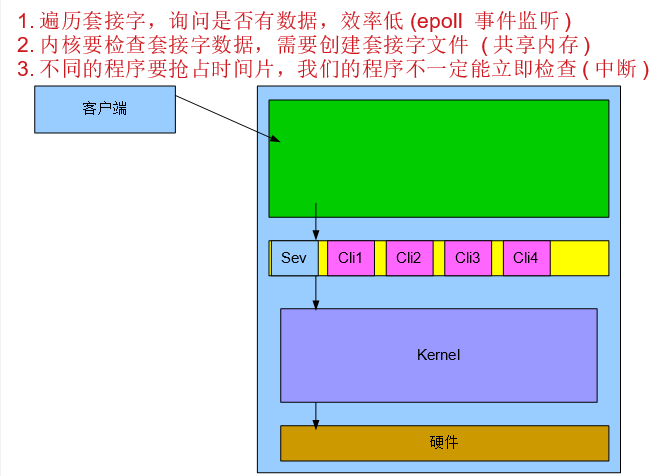 1. 遍历套接字，询问是否有数据，效率低 (epoll 事件监听 )
2. 内核要检查套接字数据，需要创建套接字文件 ( 共享内存 )
3. 不同的程序要抢占时间片，我们的程序不一定能立即检查 ( 中断 )
客户端
Sev Cli1 Cli2 Cli3 Cli4
Kernel
硬件